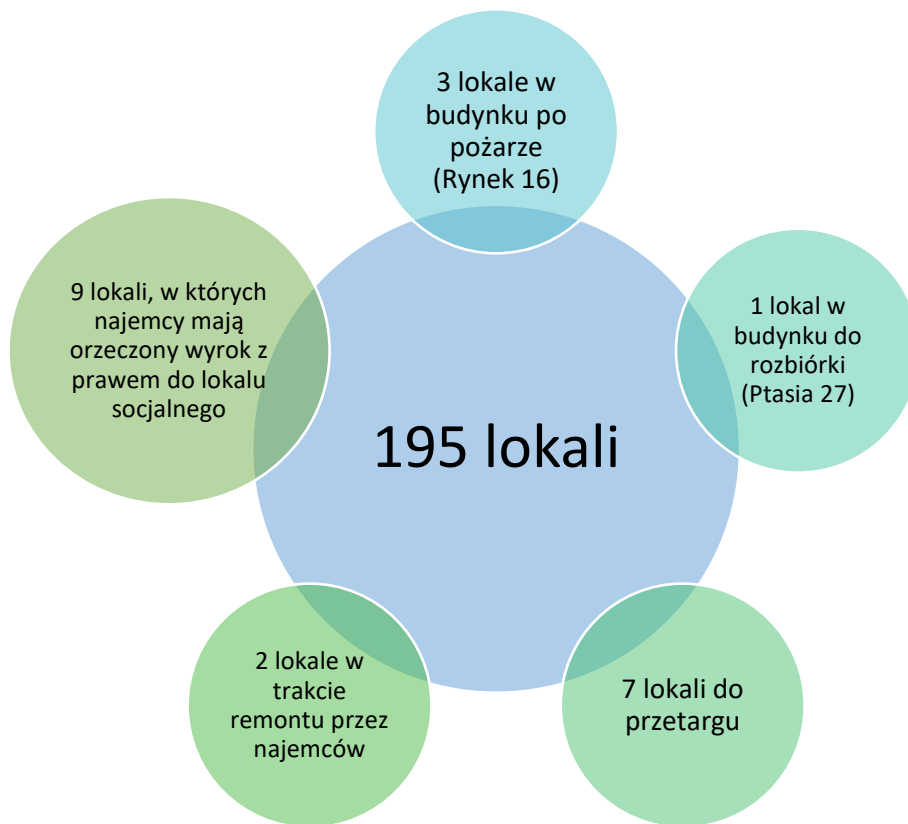 3 lokale w
budynku po
pożarze
(Rynek 16)
9 lokali, w których
najemcy mają
orzeczony wyrok z
prawem do lokalu
socjalnego
1 lokal w
budynku do
rozbiórki
(Ptasia 27)
195 lokali
2 lokale w
trakcie
remontu przez
najemców
7 lokali do
przetargu